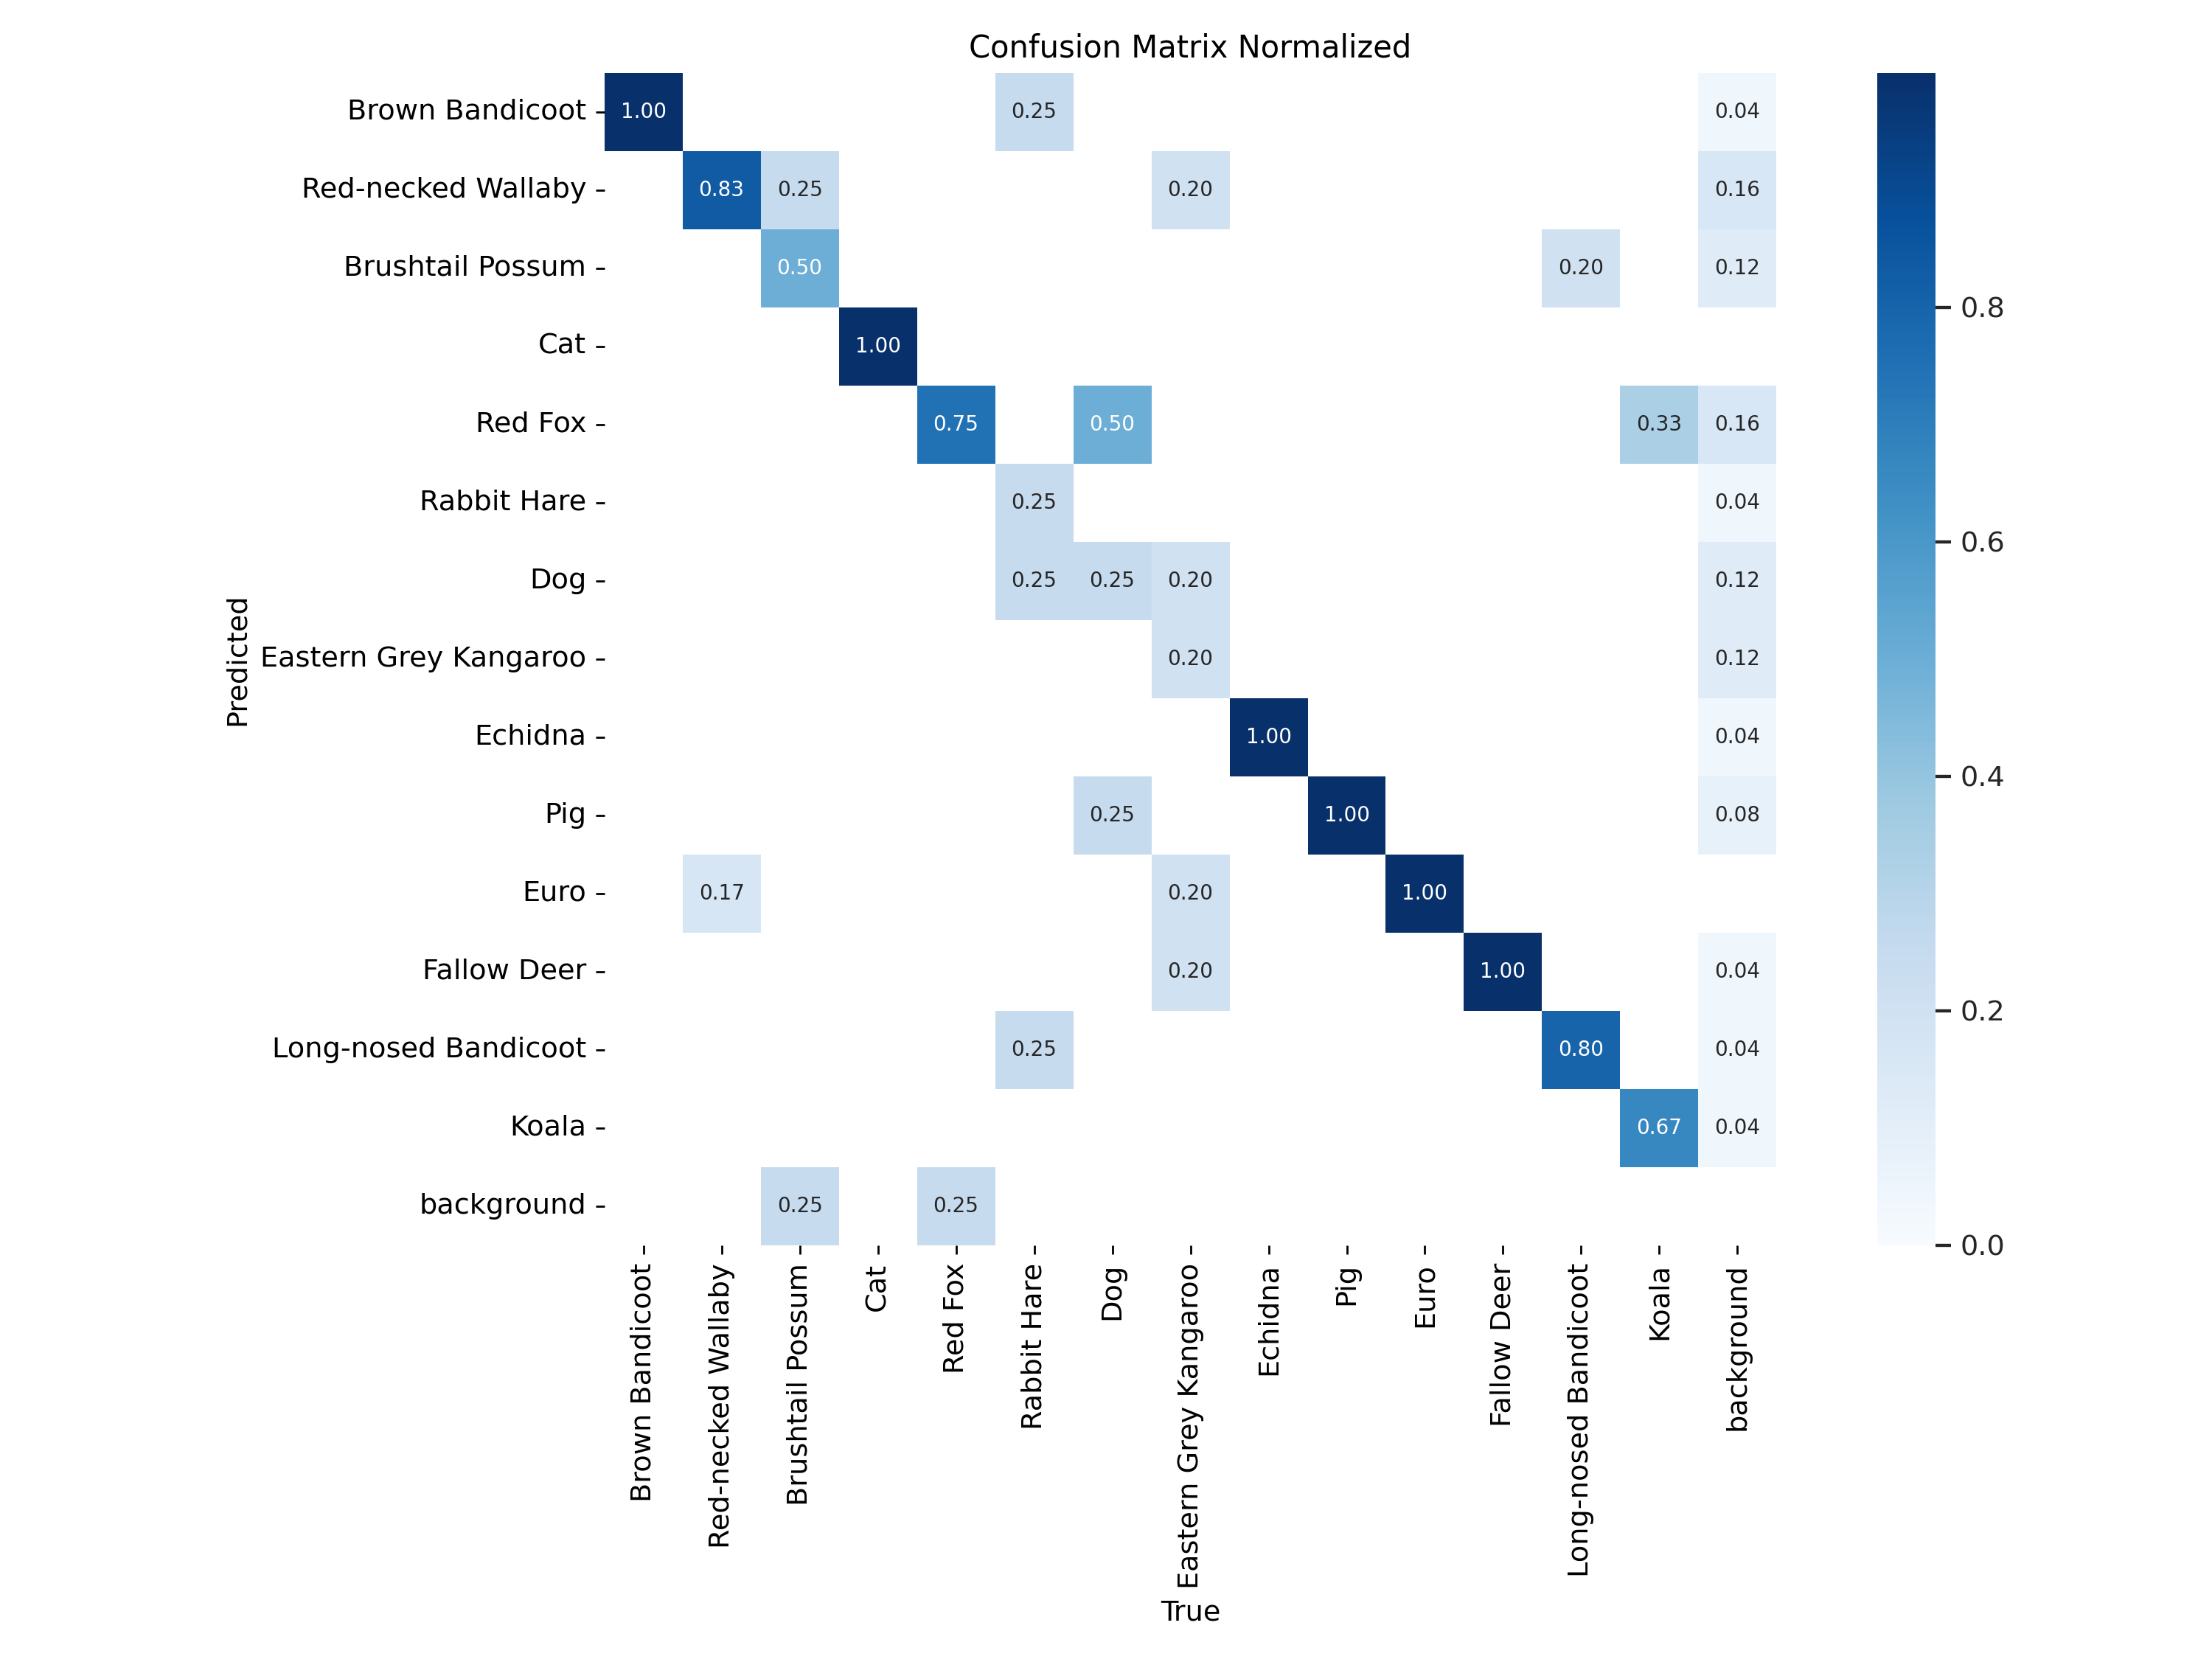 Confusion Matrix Normalized
Brown Bandicoot 1.00 0.25 0.04
Red-necked Wallaby 0.83 0.25 0.20 0.16
Brushtail Possum 0.50 0.20 0.12
Cat 1.00
Red Fox 0.75 0.50 0.33 0.16
Rabbit Hare 0.25 0.04
Dog 0.25 0.25 0.20 0.12
Eastern Grey Kangaroo 0.20 0.12
Echidna 1.00 0.04
Pig 0.25 1.00 0.08
Euro 0.17 0.20 1.00
Fallow Deer 0.20 1.00 0.04
Long-nosed Bandicoot 0.25 0.80 0.04
Koala 0.67 0.04
background 0.25 0.25
Predicted
Brown Bandicoot
Red-necked Wallaby
Brushtail Possum
Cat
Red Fox
Rabbit Hare
Dog
Eastern Grey Kangaroo
Echidna
Pig
Euro
Fallow Deer
Long-nosed Bandicoot
Koala
background
True
0.8
0.6
0.4
0.2
0.0